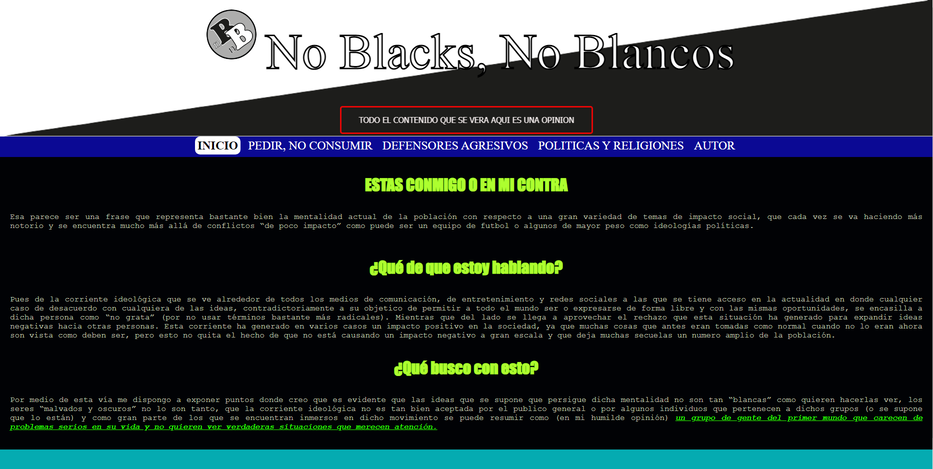 No Blacks, No Blancos
TODO EL CONTENIDO QUE SE VERA AQUI ES UNA OPINION
INICIO PEDIR, NO CONSUMIR DEFENSORES AGRESIVOS POLITICAS Y RELIGIONES AUTOR
ESTAS CONMIGO O EN MI CONTRA
Esa parece ser una frase que representa bastante bien la mentalidad actual de la población con respecto a una gran variedad de temas de impacto social, que cada vez se va haciendo más
notorio y se encuentra mucho más allá de conflictos “de poco impacto” como puede ser un equipo de futbol o algunos de mayor peso como ideologías políticas.
¿Qué de que estoy hablando?
Pues de la corriente ideológica que se ve alrededor de todos los medios de comunicación, de entretenimiento y redes sociales a las que se tiene acceso en la actualidad en donde cualquier
caso de desacuerdo con cualquiera de las ideas, contradictoriamente a su objetico de permitir a todo el mundo ser o expresarse de forma libre y con las mismas oportunidades, se encasilla a
dicha persona como “no grata” (por no usar términos bastante más radicales). Mientras que del lado se llega a aprovechar el rechazo que esta situación ha generado para expandir ideas
negativas hacia otras personas. Esta corriente ha generado en varios casos un impacto positivo en la sociedad, ya que muchas cosas que antes eran tomadas como normal cuando no lo eran ahora
son vista como deben ser, pero esto no quita el hecho de que no está causando un impacto negativo a gran escala y que deja muchas secuelas un numero amplio de la población.
¿Qué busco con esto?
Por medio de esta vía me dispongo a exponer puntos donde creo que es evidente que las ideas que se supone que persigue dicha mentalidad no son tan “blancas” como quieren hacerlas ver, los
seres “malvados y oscuros” no lo son tanto, que la corriente ideológica no es tan bien aceptada por el publico general o por algunos individuos que pertenecen a dichos grupos (o se supone
que lo están) y como gran parte de los que se encuentran inmersos en dicho movimiento se puede resumir como (en mi humilde opinión) un grupo de gente del primer mundo que carecen de
problemas serios en su vida y no quieren ver verdaderas situaciones que merecen atención.